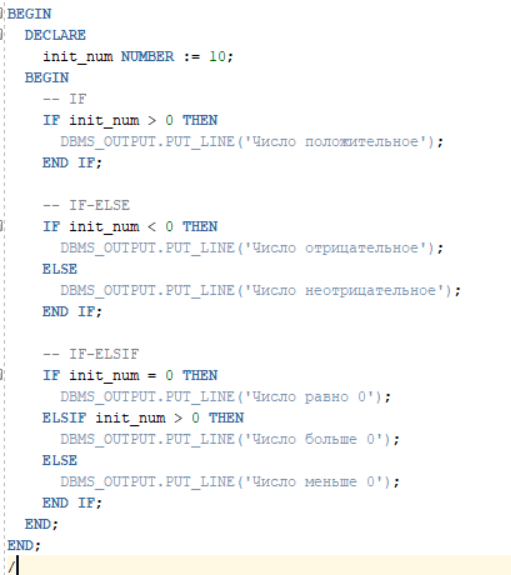 BEGIN
  DECLARE
    init_num NUMBER := 10;
  BEGIN
    -- IF
    IF init_num > 0 THEN
      DBMS_OUTPUT.PUT_LINE('Число положительное');
    END IF;

    -- IF-ELSE
    IF init_num < 0 THEN
      DBMS_OUTPUT.PUT_LINE('Число отрицательное');
    ELSE
      DBMS_OUTPUT.PUT_LINE('Число неотрицательное');
    END IF;

    -- IF-ELSIF
    IF init_num = 0 THEN
      DBMS_OUTPUT.PUT_LINE('Число равно 0');
    ELSIF init_num > 0 THEN
      DBMS_OUTPUT.PUT_LINE('Число больше 0');
    ELSE
      DBMS_OUTPUT.PUT_LINE('Число меньше 0');
    END IF;
  END;
END;
/